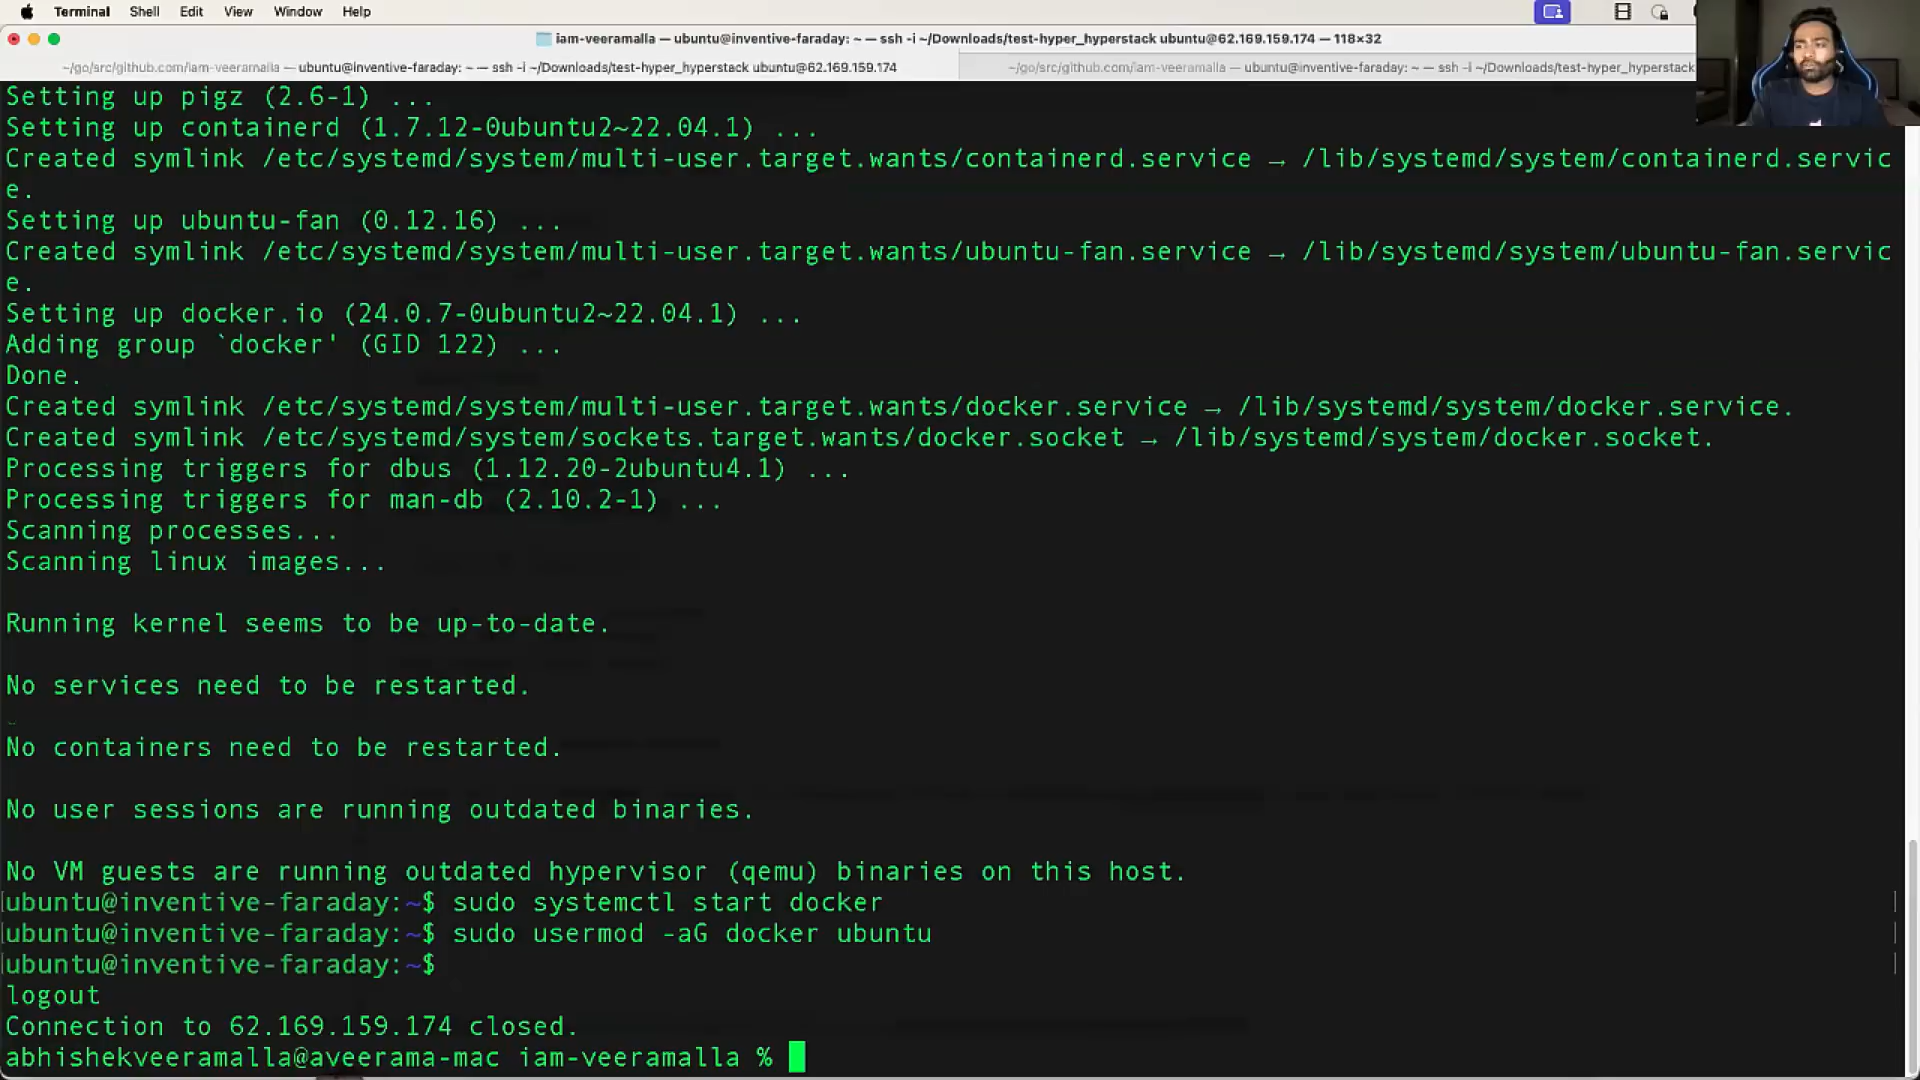 Terminal Shell Edit View Window Help
iam-veeramalla — ubuntu@inventive-faraday: ~ — ssh -i ~/Downloads/test-hyper_hyperstack ubuntu@62.169.159.174 — 118×32
~/go/src/github.com/iam-veeramalla — ubuntu@inventive-faraday: ~ — ssh -i ~/Downloads/test-hyper_hyperstack ubuntu@62.169.159.174
~/go/src/github.com/iam-veeramalla — ubuntu@inventive-faraday: ~ — ssh -i ~/Downloads/test-hyper_hyperstack
Setting up pigz (2.6-1) ...
Setting up containerd (1.7.12-0ubuntu2~22.04.1) ...
Created symlink /etc/systemd/system/multi-user.target.wants/containerd.service → /lib/systemd/system/containerd.servic
e.
Setting up ubuntu-fan (0.12.16) ...
Created symlink /etc/systemd/system/multi-user.target.wants/ubuntu-fan.service → /lib/systemd/system/ubuntu-fan.servic
e.
Setting up docker.io (24.0.7-0ubuntu2~22.04.1) ...
Adding group `docker' (GID 122) ...
Done.
Created symlink /etc/systemd/system/multi-user.target.wants/docker.service → /lib/systemd/system/docker.service.
Created symlink /etc/systemd/system/sockets.target.wants/docker.socket → /lib/systemd/system/docker.socket.
Processing triggers for dbus (1.12.20-2ubuntu4.1) ...
Processing triggers for man-db (2.10.2-1) ...
Scanning processes...
Scanning linux images...
Running kernel seems to be up-to-date.
No services need to be restarted.
No containers need to be restarted.
No user sessions are running outdated binaries.
No VM guests are running outdated hypervisor (qemu) binaries on this host.
ubuntu@inventive-faraday:~$ sudo systemctl start docker
ubuntu@inventive-faraday:~$ sudo usermod -aG docker ubuntu
ubuntu@inventive-faraday:~$
logout
Connection to 62.169.159.174 closed.
abhishekveeramalla@aveerama-mac iam-veeramalla %